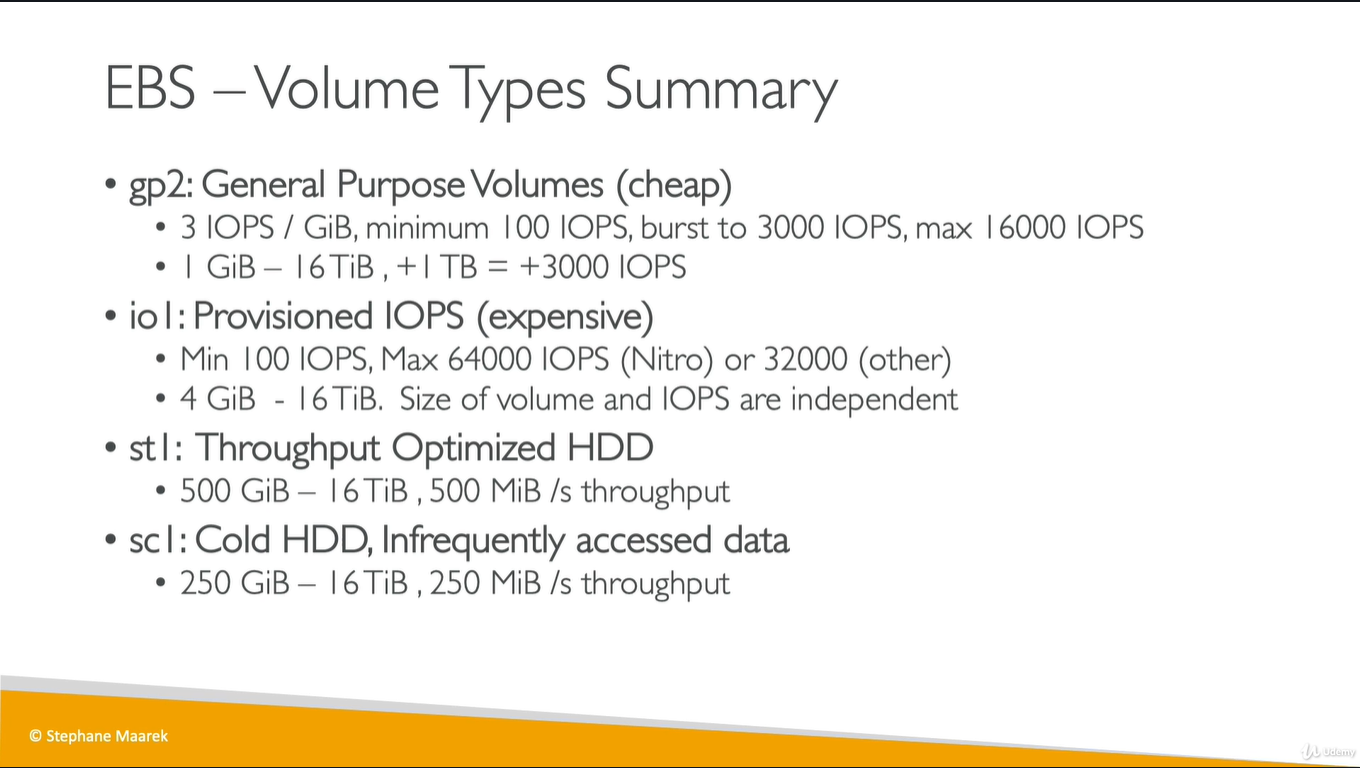 EBS – Volume Types Summary
• gp2: General Purpose Volumes (cheap)
• 3 IOPS / GiB, minimum 100 IOPS, burst to 3000 IOPS, max 16000 IOPS
• 1 GiB – 16 TiB , +1 TB = +3000 IOPS
• io1: Provisioned IOPS (expensive)
• Min 100 IOPS, Max 64000 IOPS (Nitro) or 32000 (other)
• 4 GiB - 16 TiB. Size of volume and IOPS are independent
• st1: Throughput Optimized HDD
• 500 GiB – 16 TiB , 500 MiB /s throughput
• sc1: Cold HDD, Infrequently accessed data
• 250 GiB – 16 TiB , 250 MiB /s throughput
© Stephane Maarek
Udemy